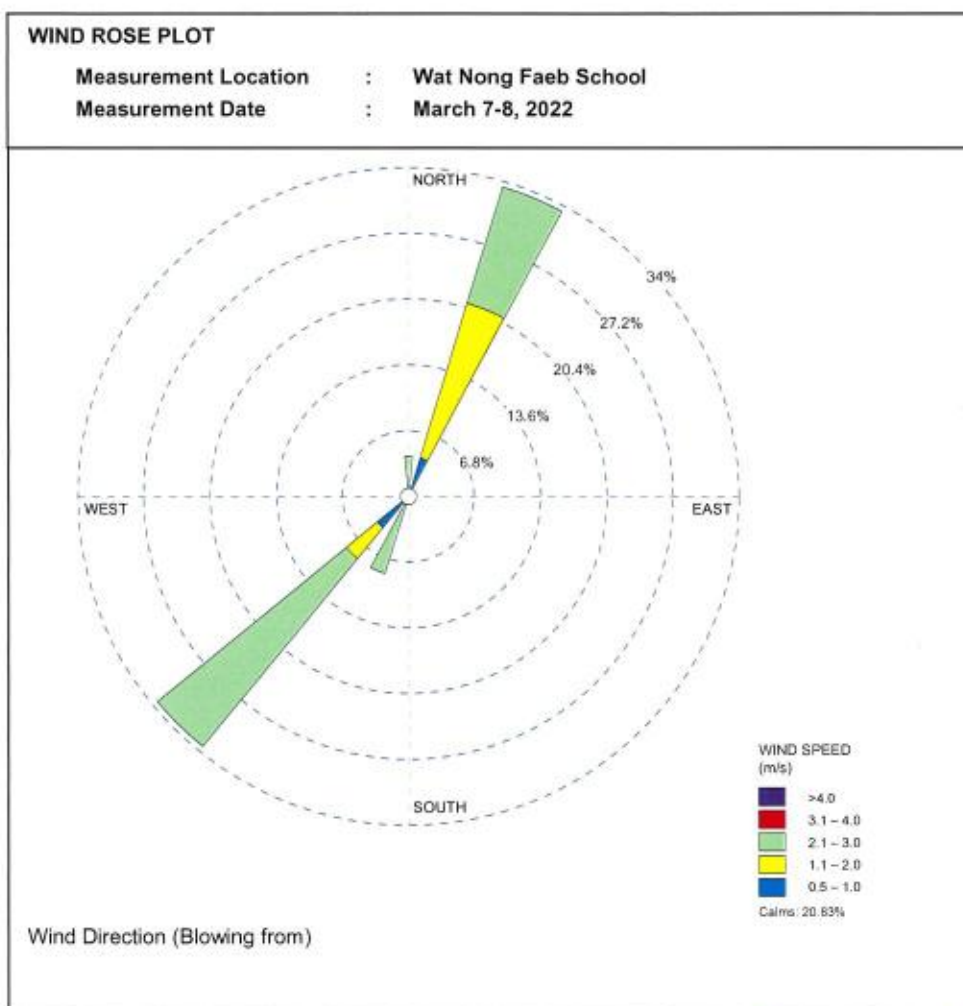 WIND ROSE PLOT
Measurement Location : Wat Nong Faeb School
Measurement Date : March 7-8, 2022
NORTH
34%
27.2%
20.4%
13.6%
6.8%
WEST
EAST
SOUTH
WIND SPEED
(m/s)
>4.0
3.1 – 4.0
2.1 – 3.0
1.1 – 2.0
0.5 – 1.0
Calms: 20.83%
Wind Direction (Blowing from)